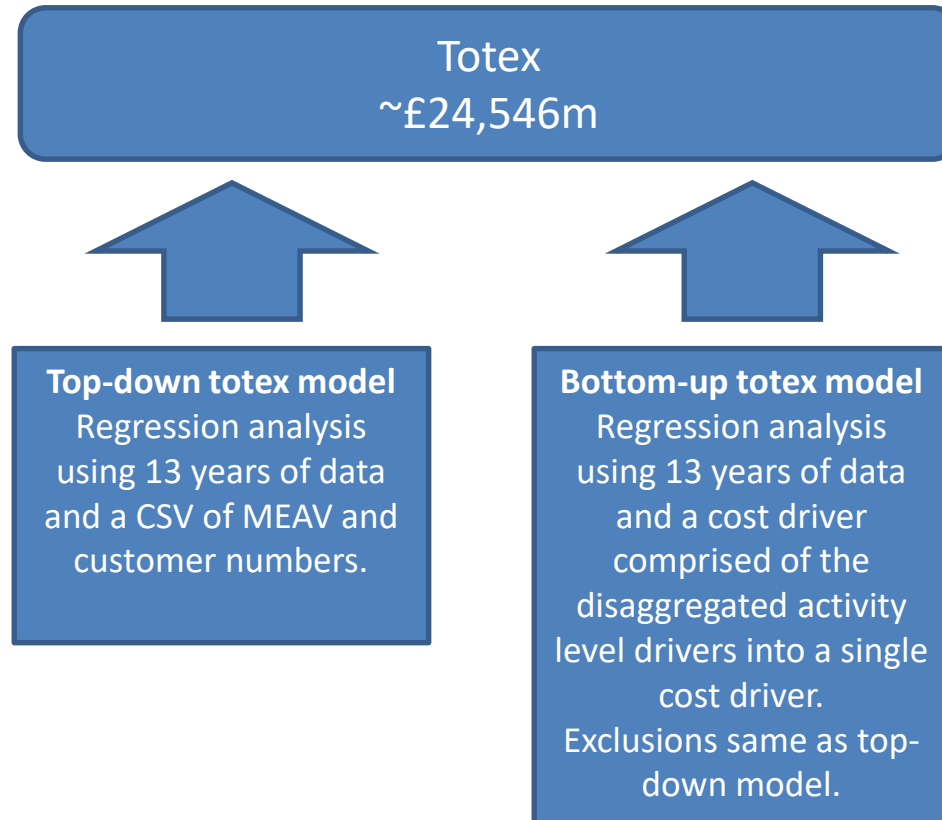 Totex
~£24,546m
Top-down totex model
Regression analysis
using 13 years of data
and a CSV of MEAV and
customer numbers.
Bottom-up totex model
Regression analysis
using 13 years of data
and a cost driver
comprised of the
disaggregated activity
level drivers into a single
cost driver.
Exclusions same as top-
down model.